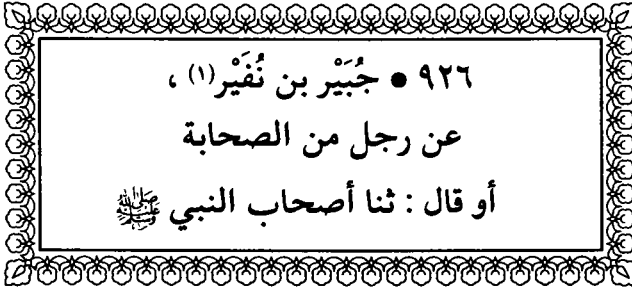 ٩٢٦ • جُبَيْر بن نُفَيْر(١) ،
عن رجل من الصحابة
أو قال : ثنا أصحاب النبي ﷺ